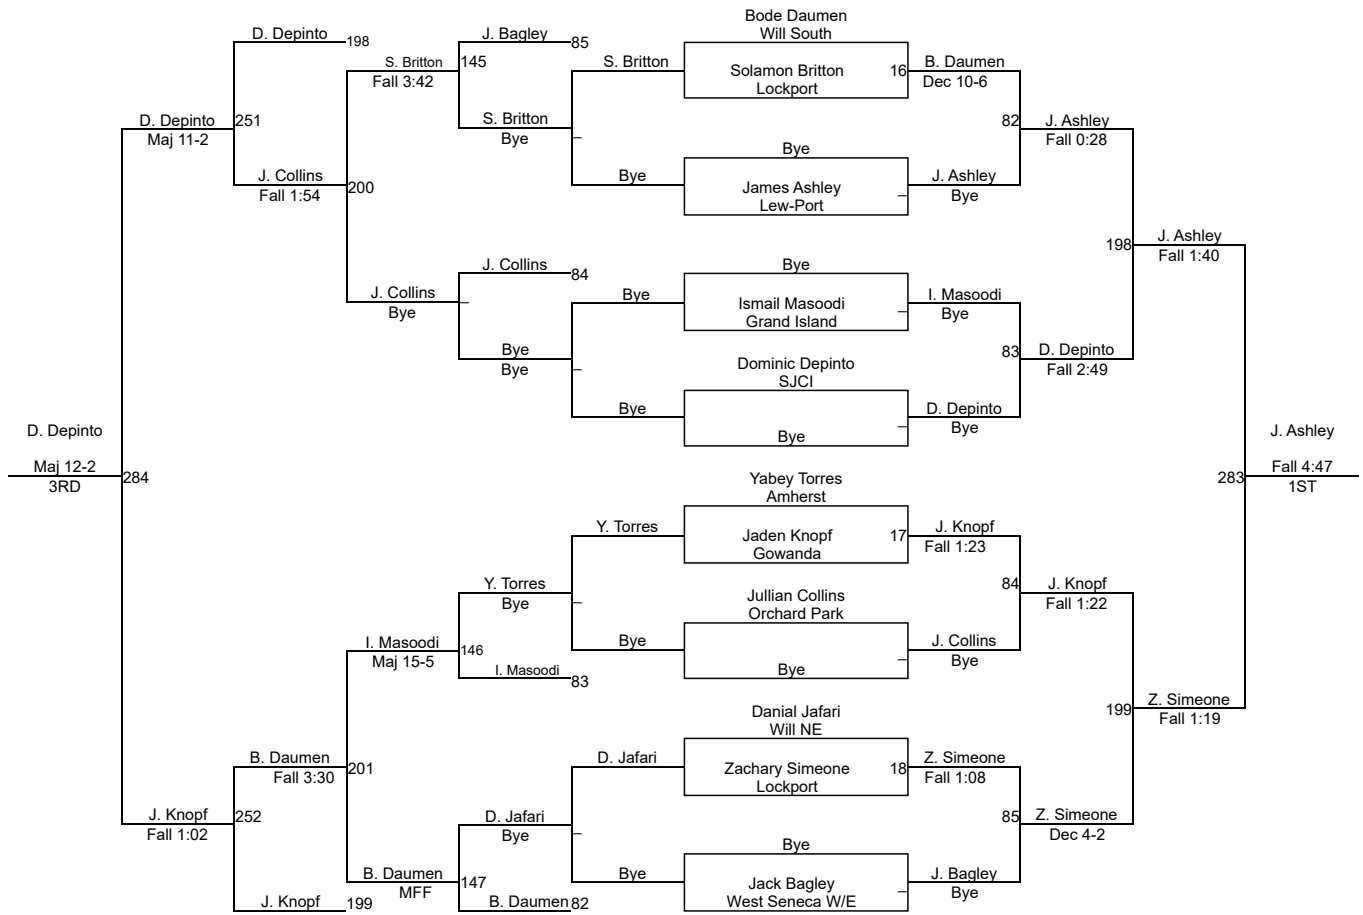 Bode Daumen
Will South
D. Depinto
198
J. Bagley
85
S. Britton
145
Fall 3:42
S. Britton
Solamon Britton
16
Lockport
B. Daumen
Dec 10-6
D. Depinto
251
Maj 11-2
S. Britton
Bye
82
J. Ashley
Fall 0:28
Bye
J. Collins
Fall 1:54
200
Bye
James Ashley
Lew-Port
J. Ashley
Bye
198
J. Ashley
Fall 1:40
J. Collins
84
Bye
J. Collins
Bye
Bye
Ismail Masoodi
Grand Island
I. Masoodi
Bye
Bye
Bye
83
D. Depinto
Fall 2:49
Dominic Depinto
SJCI
Bye
Bye
D. Depinto
Bye
D. Depinto
Maj 12-2
3RD
284
J. Ashley
283
Fall 4:47
1ST
Yabey Torres
Amherst
Y. Torres
Jaden Knopf
17
Gowanda
J. Knopf
Fall 1:23
Y. Torres
Bye
84
J. Knopf
Fall 1:22
Jullian Collins
Orchard Park
I. Masoodi
146
Maj 15-5
Bye
Bye
J. Collins
Bye
I. Masoodi
83
199
Z. Simeone
Fall 1:19
Danial Jafari
Will NE
B. Daumen
Fall 3:30
201
D. Jafari
Zachary Simeone
18
Lockport
Z. Simeone
Fall 1:08
J. Knopf
252
Fall 1:02
D. Jafari
Bye
85
Z. Simeone
Dec 4-2
Bye
B. Daumen
147
MFF
Bye
Jack Bagley
West Seneca W/E
J. Bagley
Bye
J. Knopf
199
B. Daumen
82